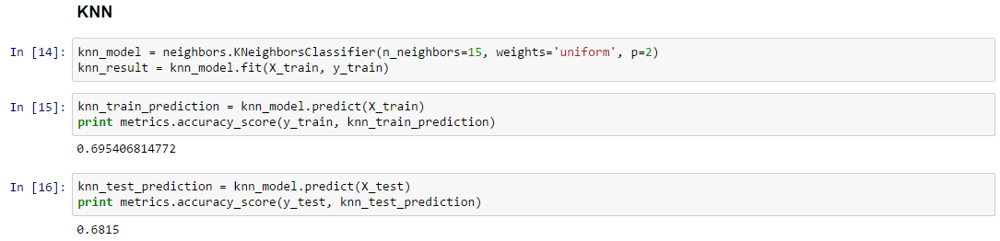 KNN
In [14]: knn_model = neighbors.KNeighborsClassifier(n_neighbors=15, weights='uniform', p=2)
knn_result = knn_model.fit(X_train, y_train)
In [15]: knn_train_prediction = knn_model.predict(X_train)
print metrics.accuracy_score(y_train, knn_train_prediction)
0.695406814772
In [16]: knn_test_prediction = knn_model.predict(X_test)
print metrics.accuracy_score(y_test, knn_test_prediction)
0.6815